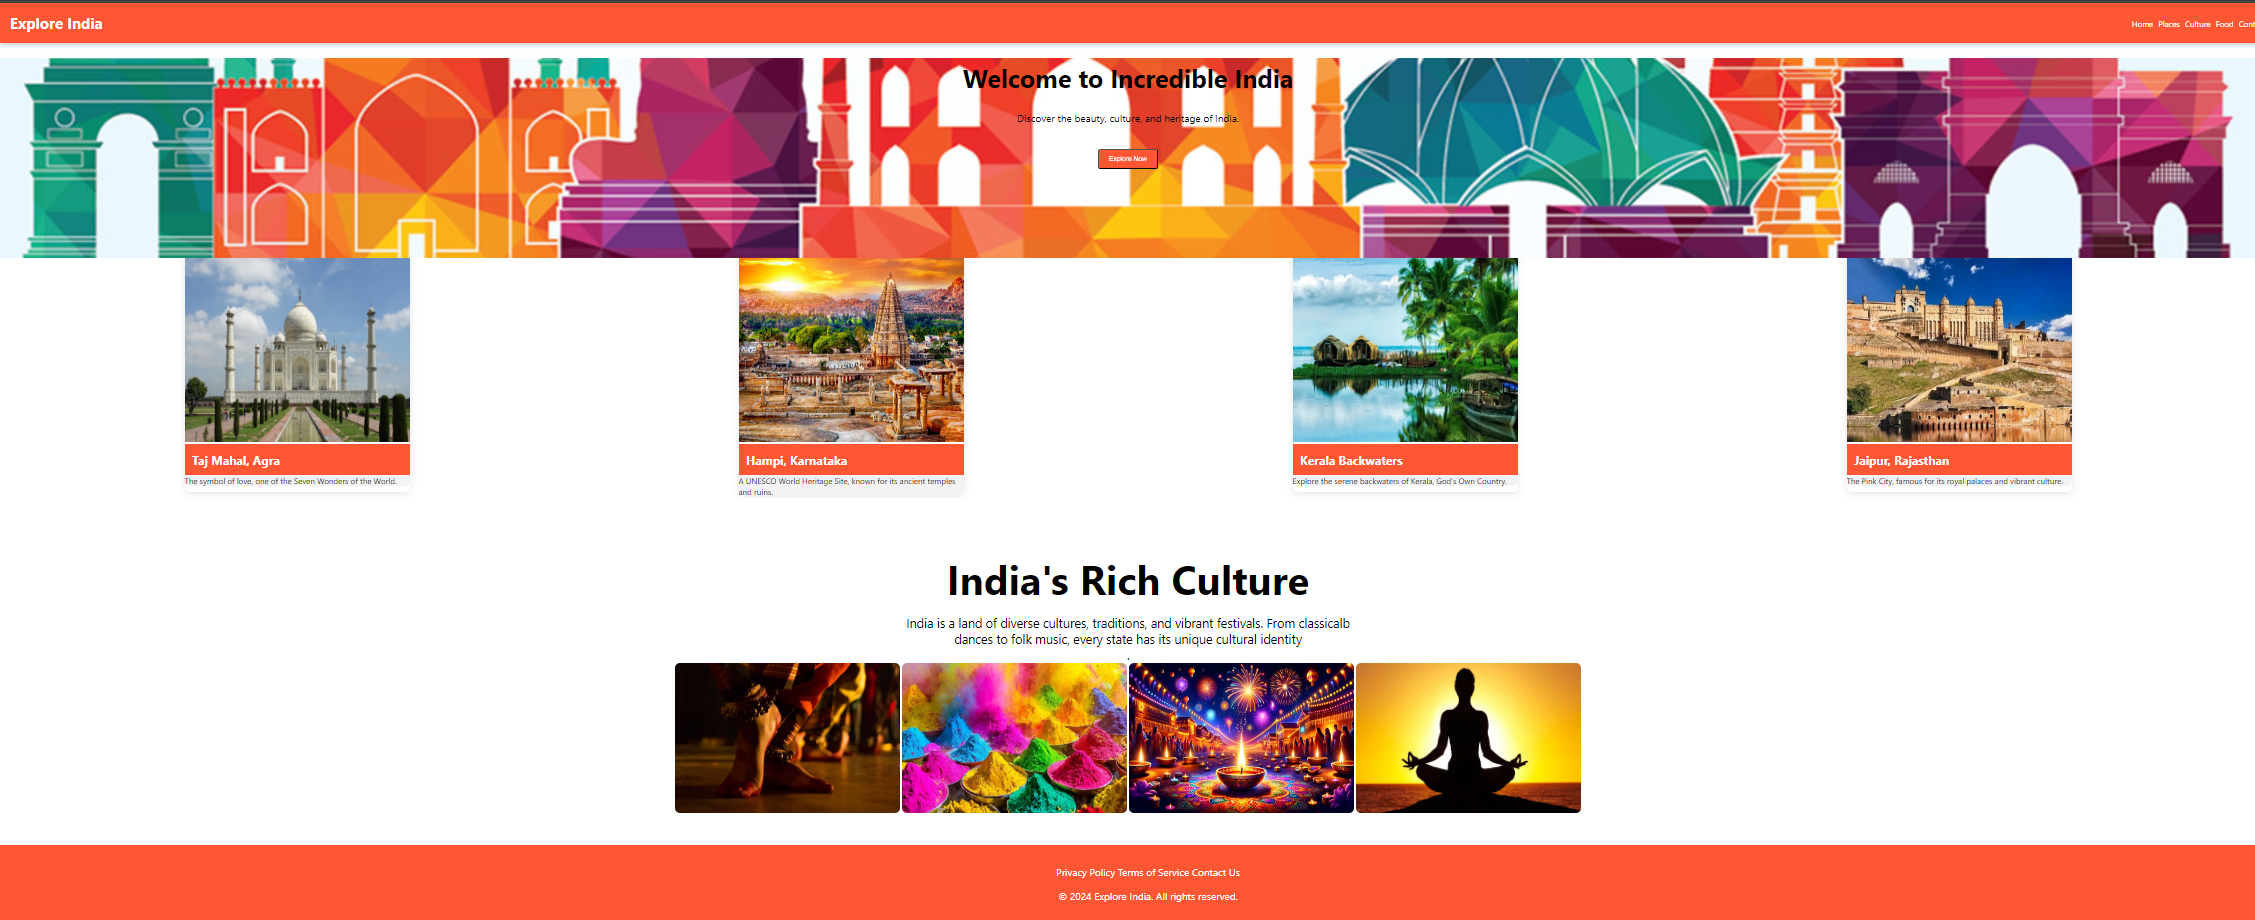 Explore India
Home Places Culture Food Cont
Welcome to Incredible India
Discover the beauty, culture, and heritage of India.
Explore Now
Taj Mahal, Agra
The symbol of love, one of the Seven Wonders of the World.
Hampi, Karnataka
A UNESCO World Heritage Site, known for its ancient temples
and ruins.
Kerala Backwaters
Explore the serene backwaters of Kerala, God's Own Country.
Jaipur, Rajasthan
The Pink City, famous for its royal palaces and vibrant culture.
India's Rich Culture
India is a land of diverse cultures, traditions, and vibrant festivals. From classicalb
dances to folk music, every state has its unique cultural identity
.
Privacy Policy Terms of Service Contact Us
© 2024 Explore India. All rights reserved.